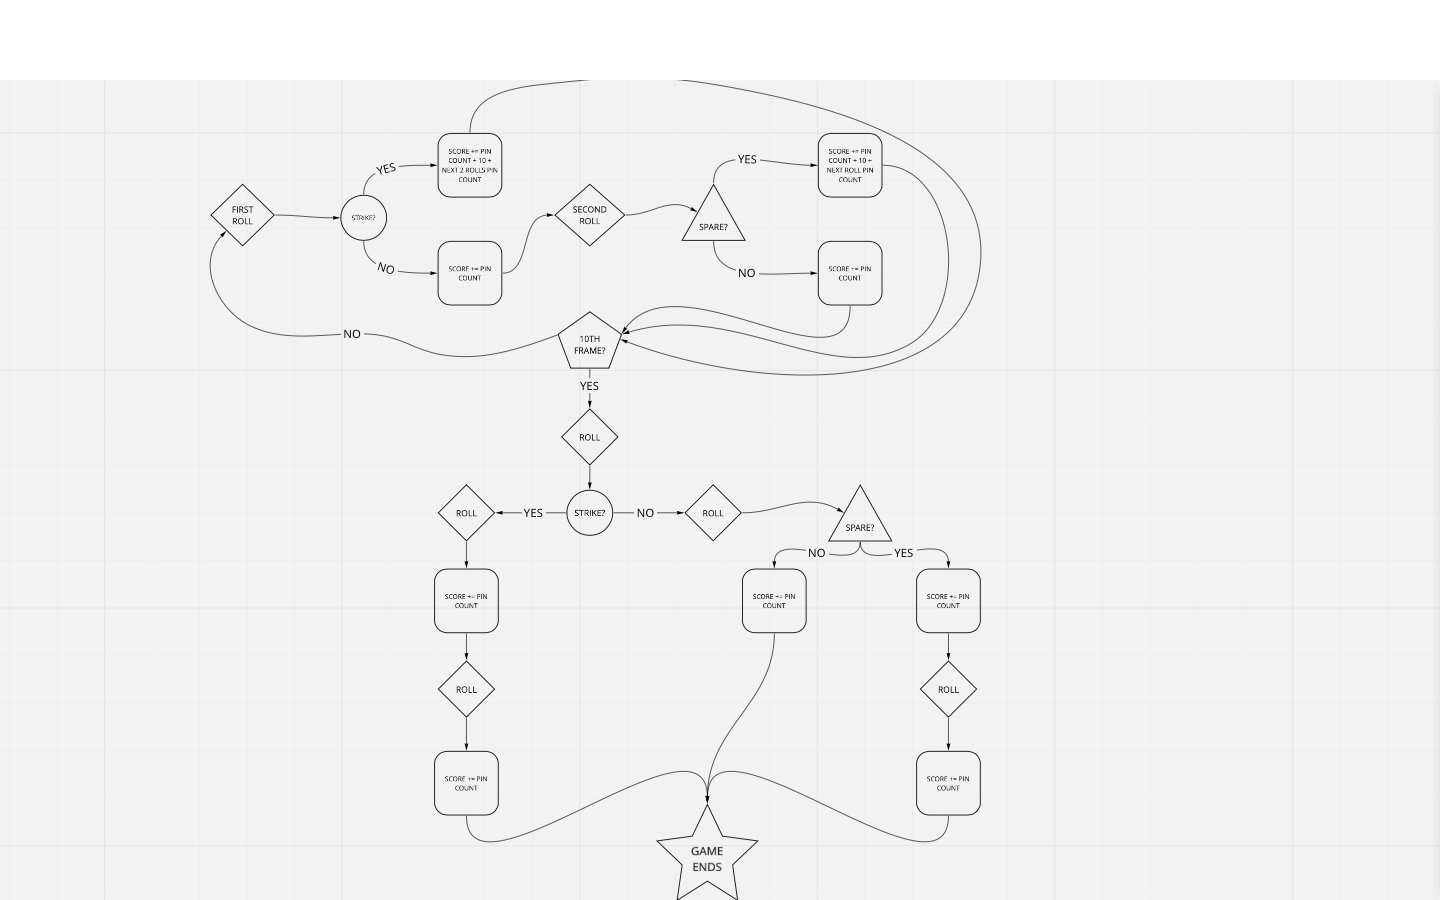 SCORE += PIN
COUNT + 10 +
NEXT 2 ROLLS PIN
COUNT
YES
SCORE += PIN
COUNT + 10 +
NEXT ROLL PIN
COUNT
YES
FIRST
ROLL
STRIKE?
SECOND
ROLL
SPARE?
NO
SCORE += PIN
COUNT
NO
SCORE += PIN
COUNT
NO
10TH
FRAME?
YES
ROLL
ROLL
YES
STRIKE?
NO
ROLL
SPARE?
NO
YES
SCORE += PIN
COUNT
SCORE += PIN
COUNT
SCORE += PIN
COUNT
ROLL
ROLL
SCORE += PIN
COUNT
SCORE += PIN
COUNT
GAME
ENDS